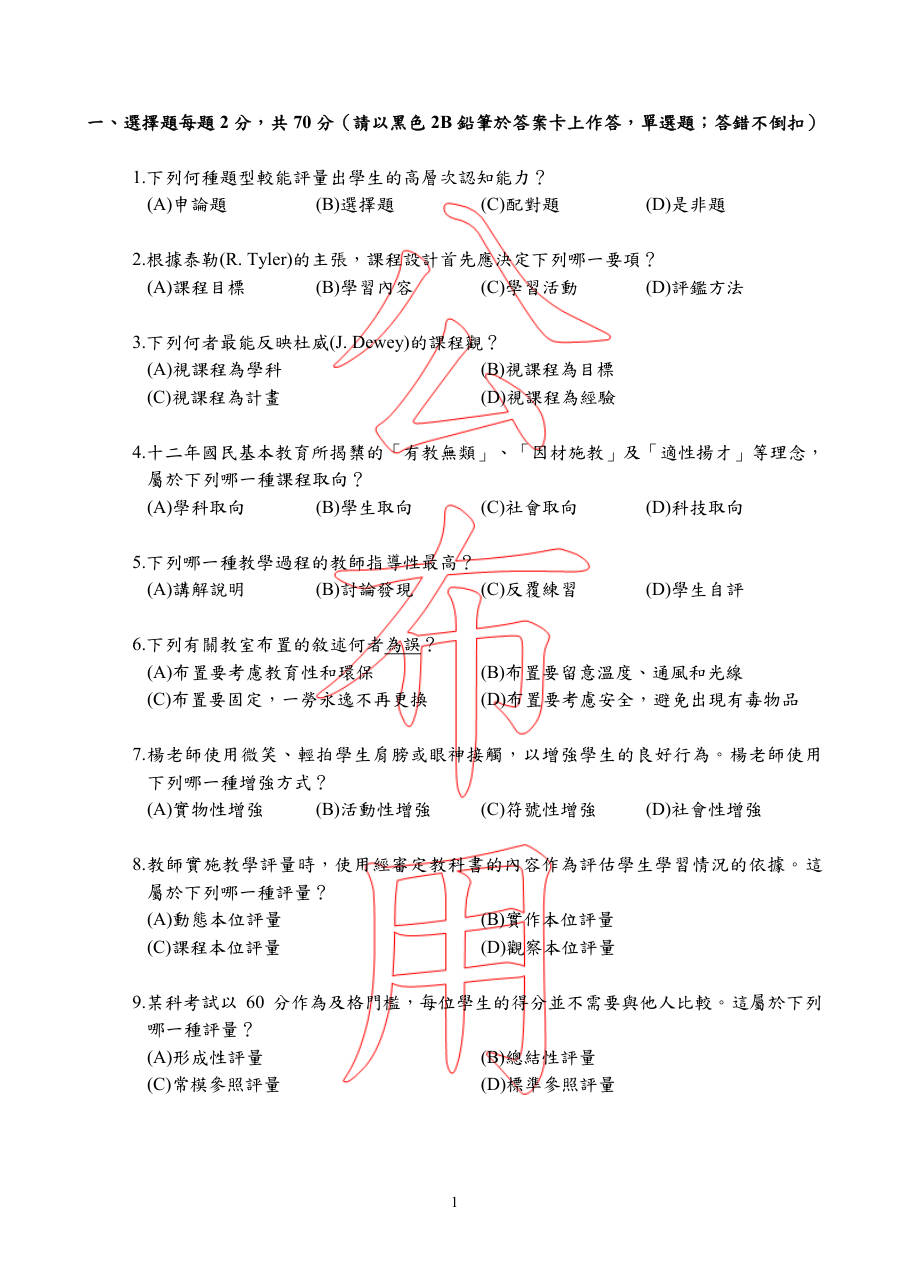 一、選擇題每題 2 分，共 70 分（請以黑色 2B 鉛筆於答案卡上作答，單選題；答錯不倒扣）
1.下列何種題型較能評量出學生的高層次認知能力？
(A)申論題 (B)選擇題 (C)配對題 (D)是非題
2.根據泰勒(R. Tyler)的主張，課程設計首先應決定下列哪一要項？
(A)課程目標 (B)學習內容 (C)學習活動 (D)評鑑方法
3.下列何者最能反映杜威(J. Dewey)的課程觀？
(A)視課程為學科 (B)視課程為目標
(C)視課程為計畫 (D)視課程為經驗
4.十二年國民基本教育所揭櫫的「有教無類」、「因材施教」及「適性揚才」等理念，
屬於下列哪一種課程取向？
(A)學科取向 (B)學生取向 (C)社會取向 (D)科技取向
5.下列哪一種教學過程的教師指導性最高？
(A)講解說明 (B)討論發現 (C)反覆練習 (D)學生自評
6.下列有關教室布置的敘述何者為誤？
(A)布置要考慮教育性和環保 (B)布置要留意溫度、通風和光線
(C)布置要固定，一勞永逸不再更換 (D)布置要考慮安全，避免出現有毒物品
7.楊老師使用微笑、輕拍學生肩膀或眼神接觸，以增強學生的良好行為。楊老師使用
下列哪一種增強方式？
(A)實物性增強 (B)活動性增強 (C)符號性增強 (D)社會性增強
8.教師實施教學評量時，使用經審定教科書的內容作為評估學生學習情況的依據。這
屬於下列哪一種評量？
(A)動態本位評量 (B)實作本位評量
(C)課程本位評量 (D)觀察本位評量
9.某科考試以 60 分作為及格門檻，每位學生的得分並不需要與他人比較。這屬於下列
哪一種評量？
(A)形成性評量 (B)總結性評量
(C)常模參照評量 (D)標準參照評量
公布用
1